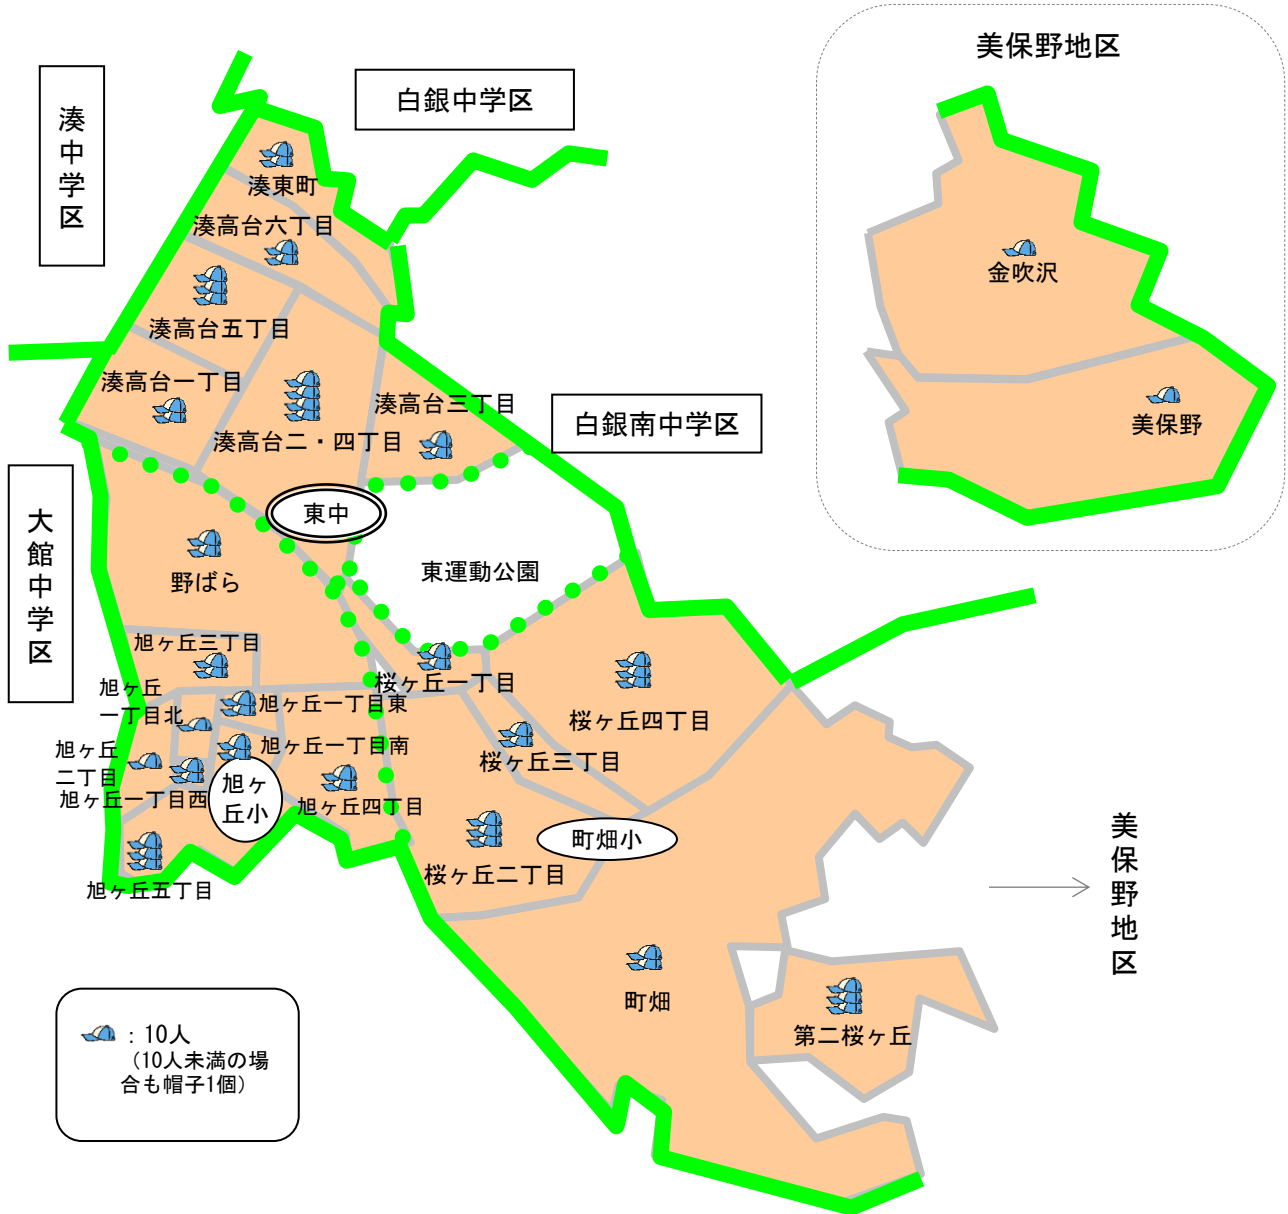 美保野地区
白銀中学区
湊中学区
湊東町
湊高台六丁目
金吹沢
湊高台五丁目
湊高台一丁目
湊高台三丁目
美保野
白銀南中学区
湊高台二・四丁目
大館中学区
東中
東運動公園
野ばら
旭ヶ丘三丁目
旭ヶ丘
一丁目北
桜ヶ丘一丁目
旭ヶ丘一丁目東
桜ヶ丘四丁目
旭ヶ丘一丁目南
旭ヶ丘
二丁目
桜ヶ丘三丁目
旭ヶ丘一丁目西
旭ヶ
丘小
旭ヶ丘四丁目
町畑小
桜ヶ丘二丁目
旭ヶ丘五丁目
美保野地区
町畑
第二桜ヶ丘
：10人
（10人未満の場
合も帽子1個）